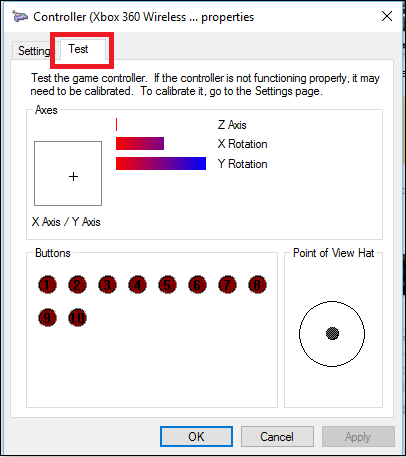 Controller (Xbox 360 Wireless ... properties
Setting
Test
Test the game controller. If the controller is not functioning properly, it may
need to be calibrated. To calibrate it, go to the Settings page.
Axes
Z Axis
X Rotation
Y Rotation
X Axis / Y Axis
Buttons
1 2 3 4 5 6 7 8
9 10
Point of View Hat
OK Cancel Apply